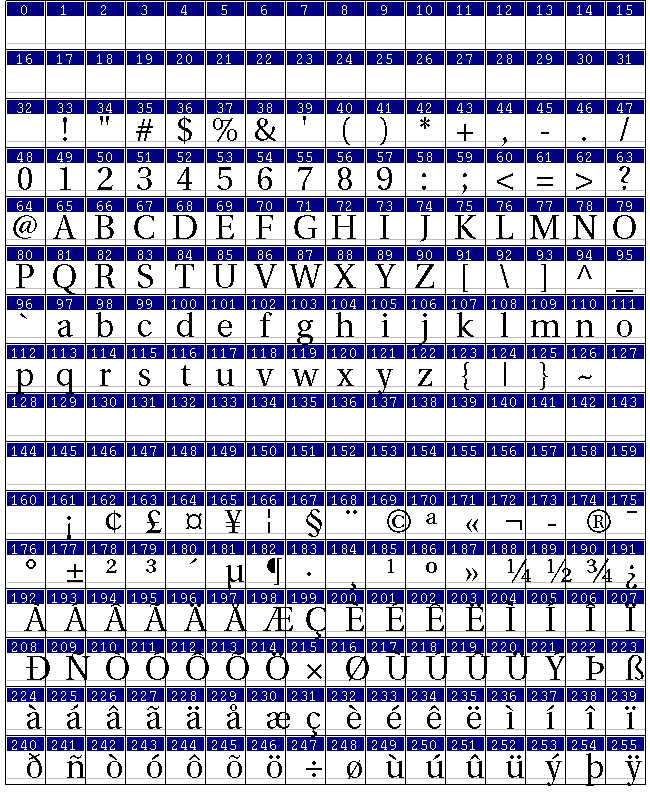 0 1 2 3 4 5 6 7 8 9 10 11 12 13 14 15
16 17 18 19 20 21 22 23 24 25 26 27 28 29 30 31
32 33 34 35 36 37 38 39 40 41 42 43 44 45 46 47
! " # $ % & ' ( ) * + , - . /
48 49 50 51 52 53 54 55 56 57 58 59 60 61 62 63
0 1 2 3 4 5 6 7 8 9 : ; < = > ?
64 65 66 67 68 69 70 71 72 73 74 75 76 77 78 79
@ A B C D E F G H I J K L M N O
80 81 82 83 84 85 86 87 88 89 90 91 92 93 94 95
P Q R S T U V W X Y Z [ \ ] ^ _
96 97 98 99 100 101 102 103 104 105 106 107 108 109 110 111
` a b c d e f g h i j k l m n o
112 113 114 115 116 117 118 119 120 121 122 123 124 125 126 127
p q r s t u v w x y z { | } ~
128 129 130 131 132 133 134 135 136 137 138 139 140 141 142 143
144 145 146 147 148 149 150 151 152 153 154 155 156 157 158 159
160 161 162 163 164 165 166 167 168 169 170 171 172 173 174 175
¡ ¢ £ ¤ ¥ ¦ § ¨ © ª « ¬ - ® ¯
176 177 178 179 180 181 182 183 184 185 186 187 188 189 190 191
° ± ² ³ ´ µ ¶ · ¸ ¹ º » ¼ ½ ¾ ¿
192 193 194 195 196 197 198 199 200 201 202 203 204 205 206 207
À Á Â Ã Ä Å Æ Ç È É Ê Ë Ì Í Î Ï
208 209 210 211 212 213 214 215 216 217 218 219 220 221 222 223
Ð Ñ Ò Ó Ô Õ Ö × Ø Ù Ú Û Ü Ý Þ ß
224 225 226 227 228 229 230 231 232 233 234 235 236 237 238 239
à á â ã ä å æ ç è é ê ë ì í î ï
240 241 242 243 244 245 246 247 248 249 250 251 252 253 254 255
ð ñ ò ó ô õ ö ÷ ø ù ú û ü ý þ ÿ